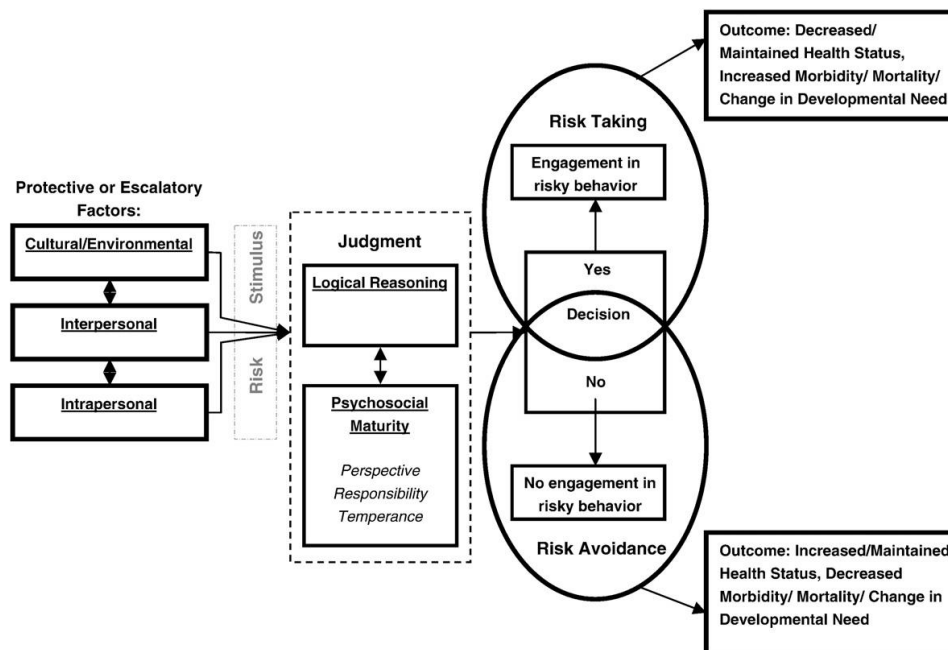 Protective or Escalatory
Factors:
Cultural/Environmental
Interpersonal
Intrapersonal
Risk Stimulus
Judgment
Logical Reasoning
Psychosocial
Maturity
Perspective
Responsibility
Temperance
Risk Taking
Engagement in
risky behavior
Yes
Decision
No
No engagement in
risky behavior
Risk Avoidance
Outcome: Decreased/
Maintained Health Status,
Increased Morbidity/ Mortality/
Change in Developmental Need
Outcome: Increased/Maintained
Health Status, Decreased
Morbidity/ Mortality/ Change in
Developmental Need